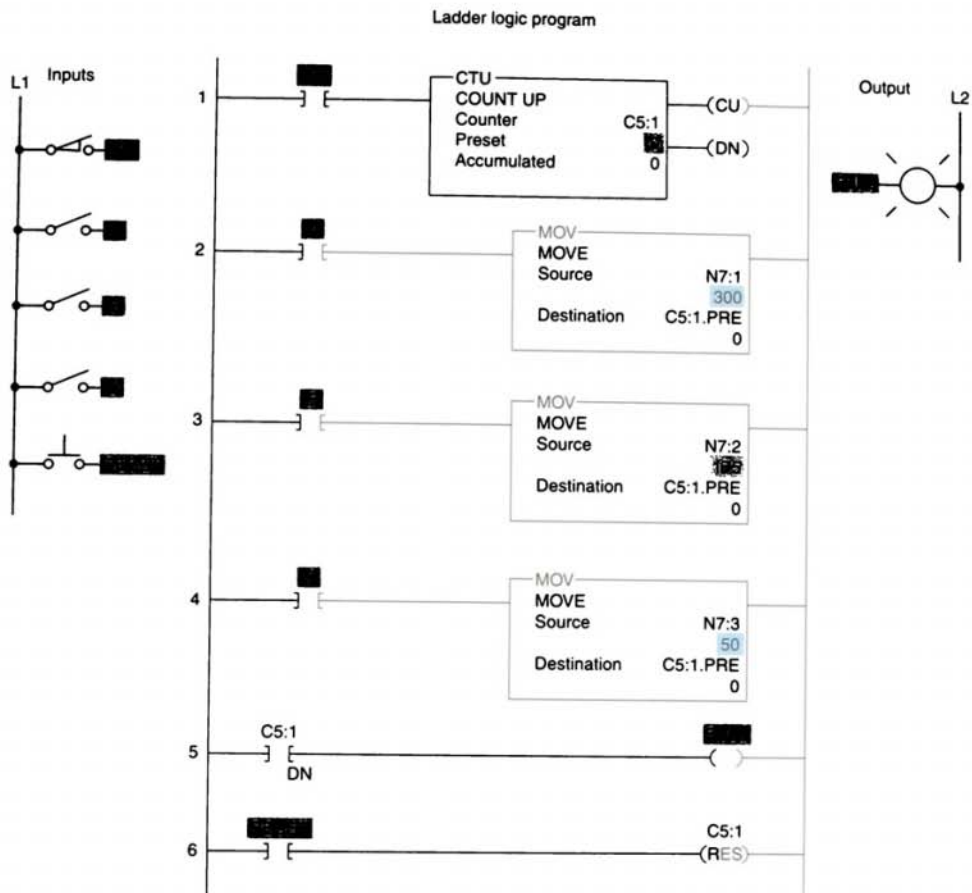 Ladder logic program
L1
Inputs
Output
L2
1
CTU
COUNT UP
Counter C5:1
Preset
Accumulated 0
(CU)
(DN)
2
MOV
MOVE
Source N7:1
300
Destination C5:1.PRE
0
3
MOV
MOVE
Source N7:2
Destination C5:1.PRE
0
4
MOV
MOVE
Source N7:3
50
Destination C5:1.PRE
0
5
C5:1
DN
6
C5:1
(RES)